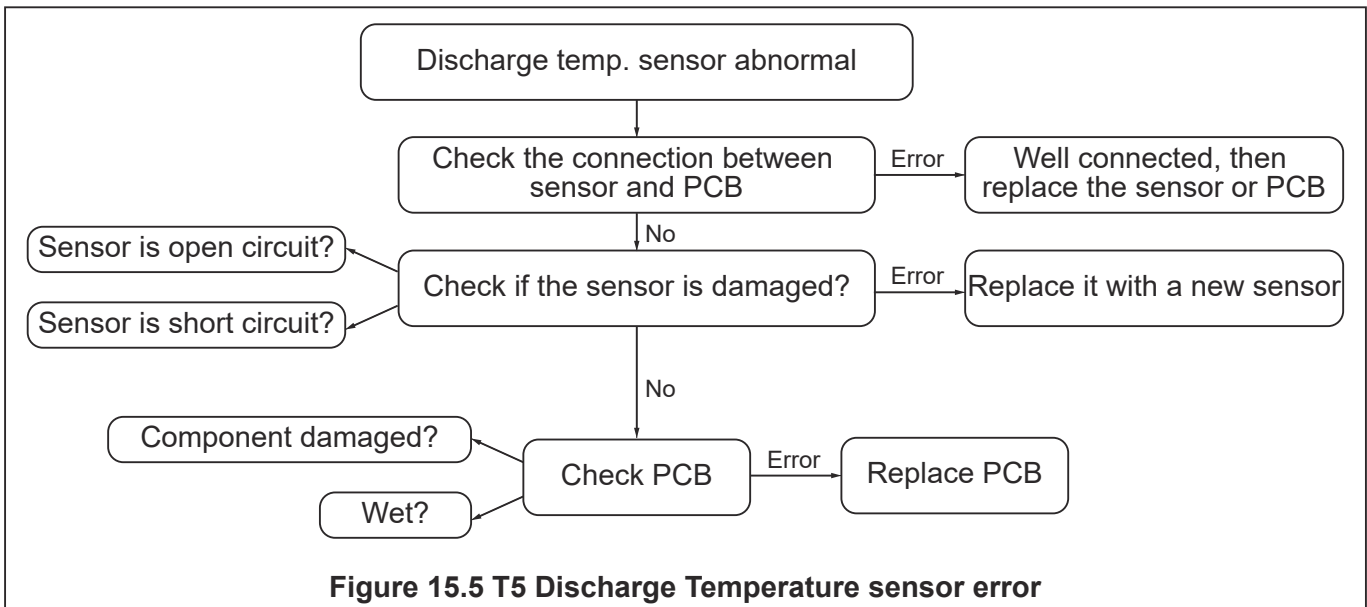 Discharge temp. sensor abnormal
Check the connection between
sensor and PCB
Error
Well connected, then
replace the sensor or PCB
No
Sensor is open circuit?
Check if the sensor is damaged?
Error
Replace it with a new sensor
Sensor is short circuit?
No
Component damaged?
Check PCB
Error
Replace PCB
Wet?
Figure 15.5 T5 Discharge Temperature sensor error